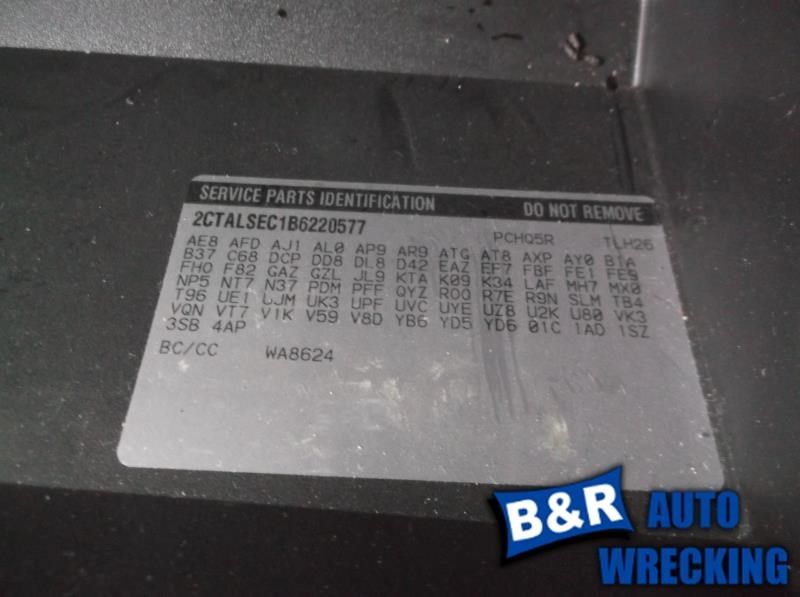 SERVICE PARTS IDENTIFICATION DO NOT REMOVE
2CTALSEC1B6220577 PCHQ5R TLH26
AE8 AFD AJ1 AL0 AP9 AR9 ATG AT8 AXP AY0 B1A
B37 C68 DCP DD8 DL8 D42 EAZ EF7 FBF FE1 FE9
FHO F82 GAZ GZL JL9 KTA K09 K34 LAF MH7 MX0
NP5 NT7 N37 PDM PFF QYZ ROO R7E R9N SLM TB4
T96 UE1 UJM UK3 UPF UVC UYE UZ8 U2K U80 VK3
VQN VT7 V1K V59 V8D YB6 YD5 YD6 01C 1AD 1SZ
3SB 4AP
BC/CC WA8624
B&R AUTO
WRECKING